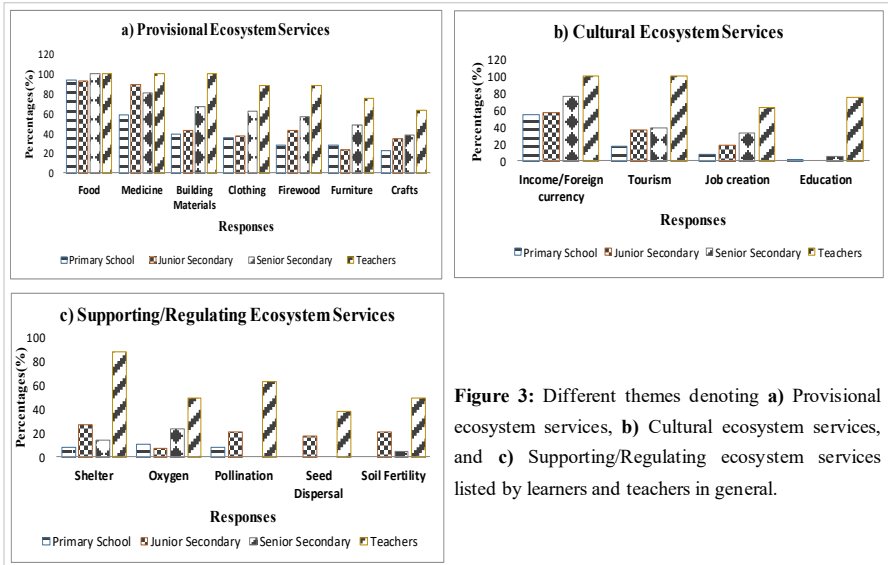 a) Provisional Ecosystem Services
Percentages(%)
120
100
80
60
40
20
0
Food
Medicine
Building
Materials
Clothing
Firewood
Furniture
Crafts
Responses
Primary School
Junior Secondary
Senior Secondary
Teachers
b) Cultural Ecosystem Services
Percentages(%)
120
100
80
60
40
20
0
Income/Foreign
currency
Tourism
Job creation
Education
Responses
Primary School
Junior Secondary
Senior Secondary
Teachers
c) Supporting/Regulating Ecosystem Services
Percentages(%)
100
80
60
40
20
0
Shelter
Oxygen
Pollination
Seed
Dispersal
Soil Fertility
Responses
Primary School
Junior Secondary
Senior Secondary
Teachers
Figure 3: Different themes denoting a) Provisional
ecosystem services, b) Cultural ecosystem services,
and c) Supporting/Regulating ecosystem services
listed by learners and teachers in general.